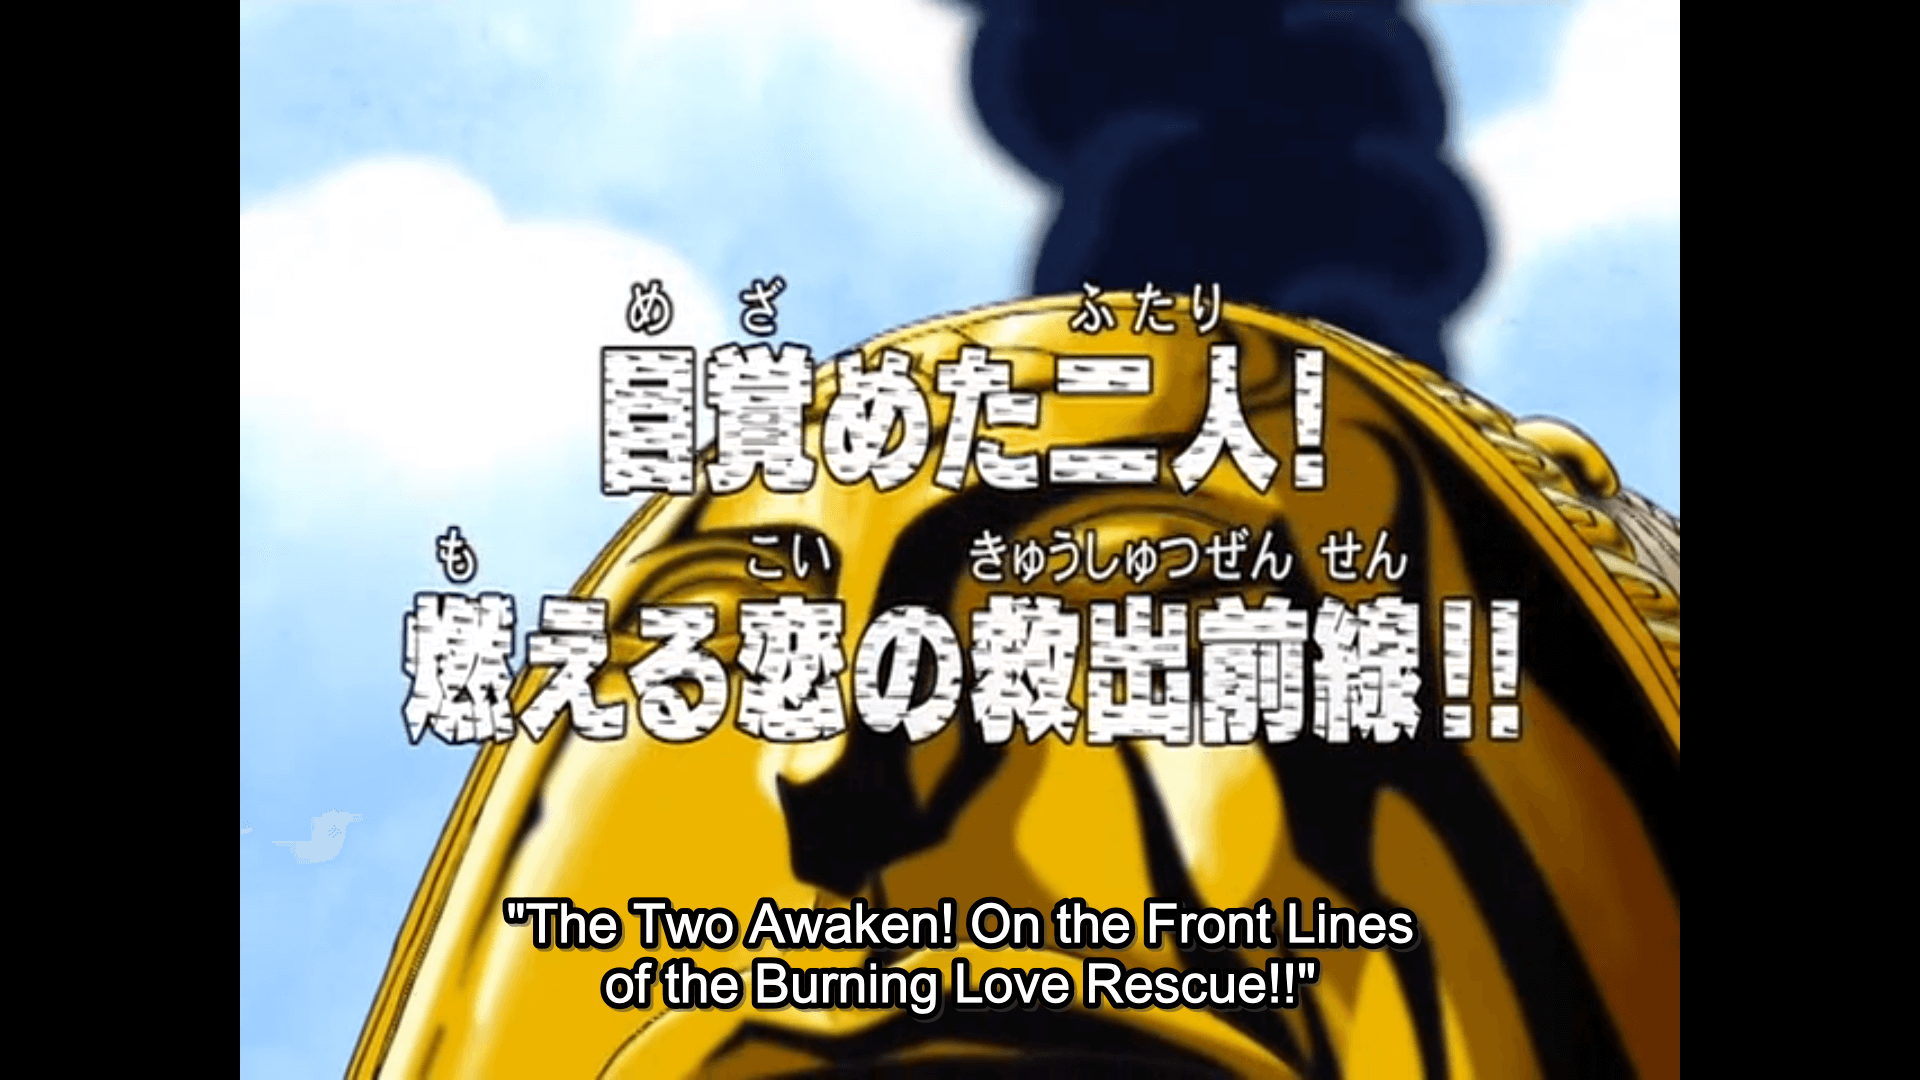 め ざ ふたり
目覚めた二人!
も こい きゅうしゅつぜん せん
燃える恋の救出前線!!
"The Two Awaken! On the Front Lines
of the Burning Love Rescue!!"